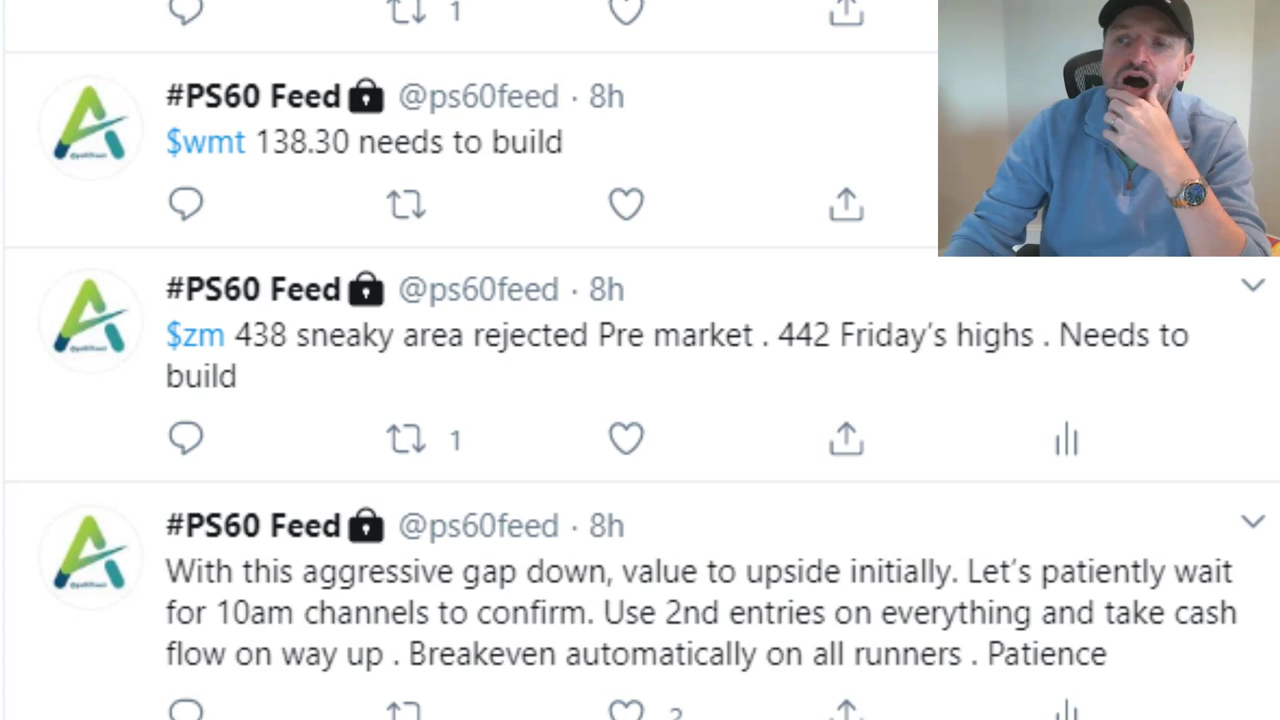 1
#PS60 Feed @ps60feed · 8h
$wmt 138.30 needs to build
#PS60 Feed @ps60feed · 8h
$zm 438 sneaky area rejected Pre market . 442 Friday’s highs . Needs to
build
1
#PS60 Feed @ps60feed · 8h
With this aggressive gap down, value to upside initially. Let’s patiently wait
for 10am channels to confirm. Use 2nd entries on everything and take cash
flow on way up . Breakeven automatically on all runners . Patience
2